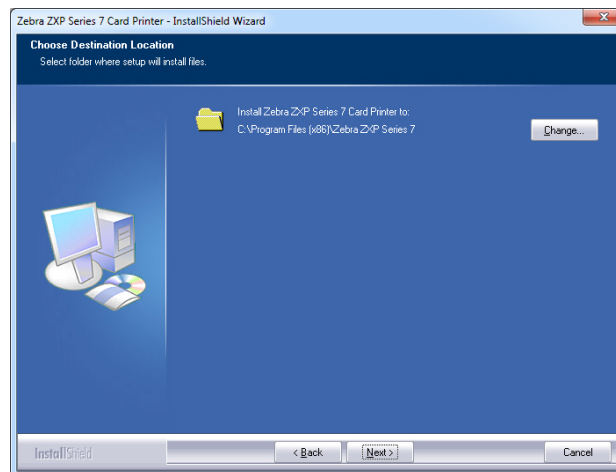 Zebra ZXP Series 7 Card Printer - InstallShield Wizard
Choose Destination Location
Select folder where setup will install files.
Install Zebra ZXP Series 7 Card Printer to:
C:\Program Files (x86)\Zebra ZXP Series 7
Change...
InstallShield
< Back
Next >
Cancel